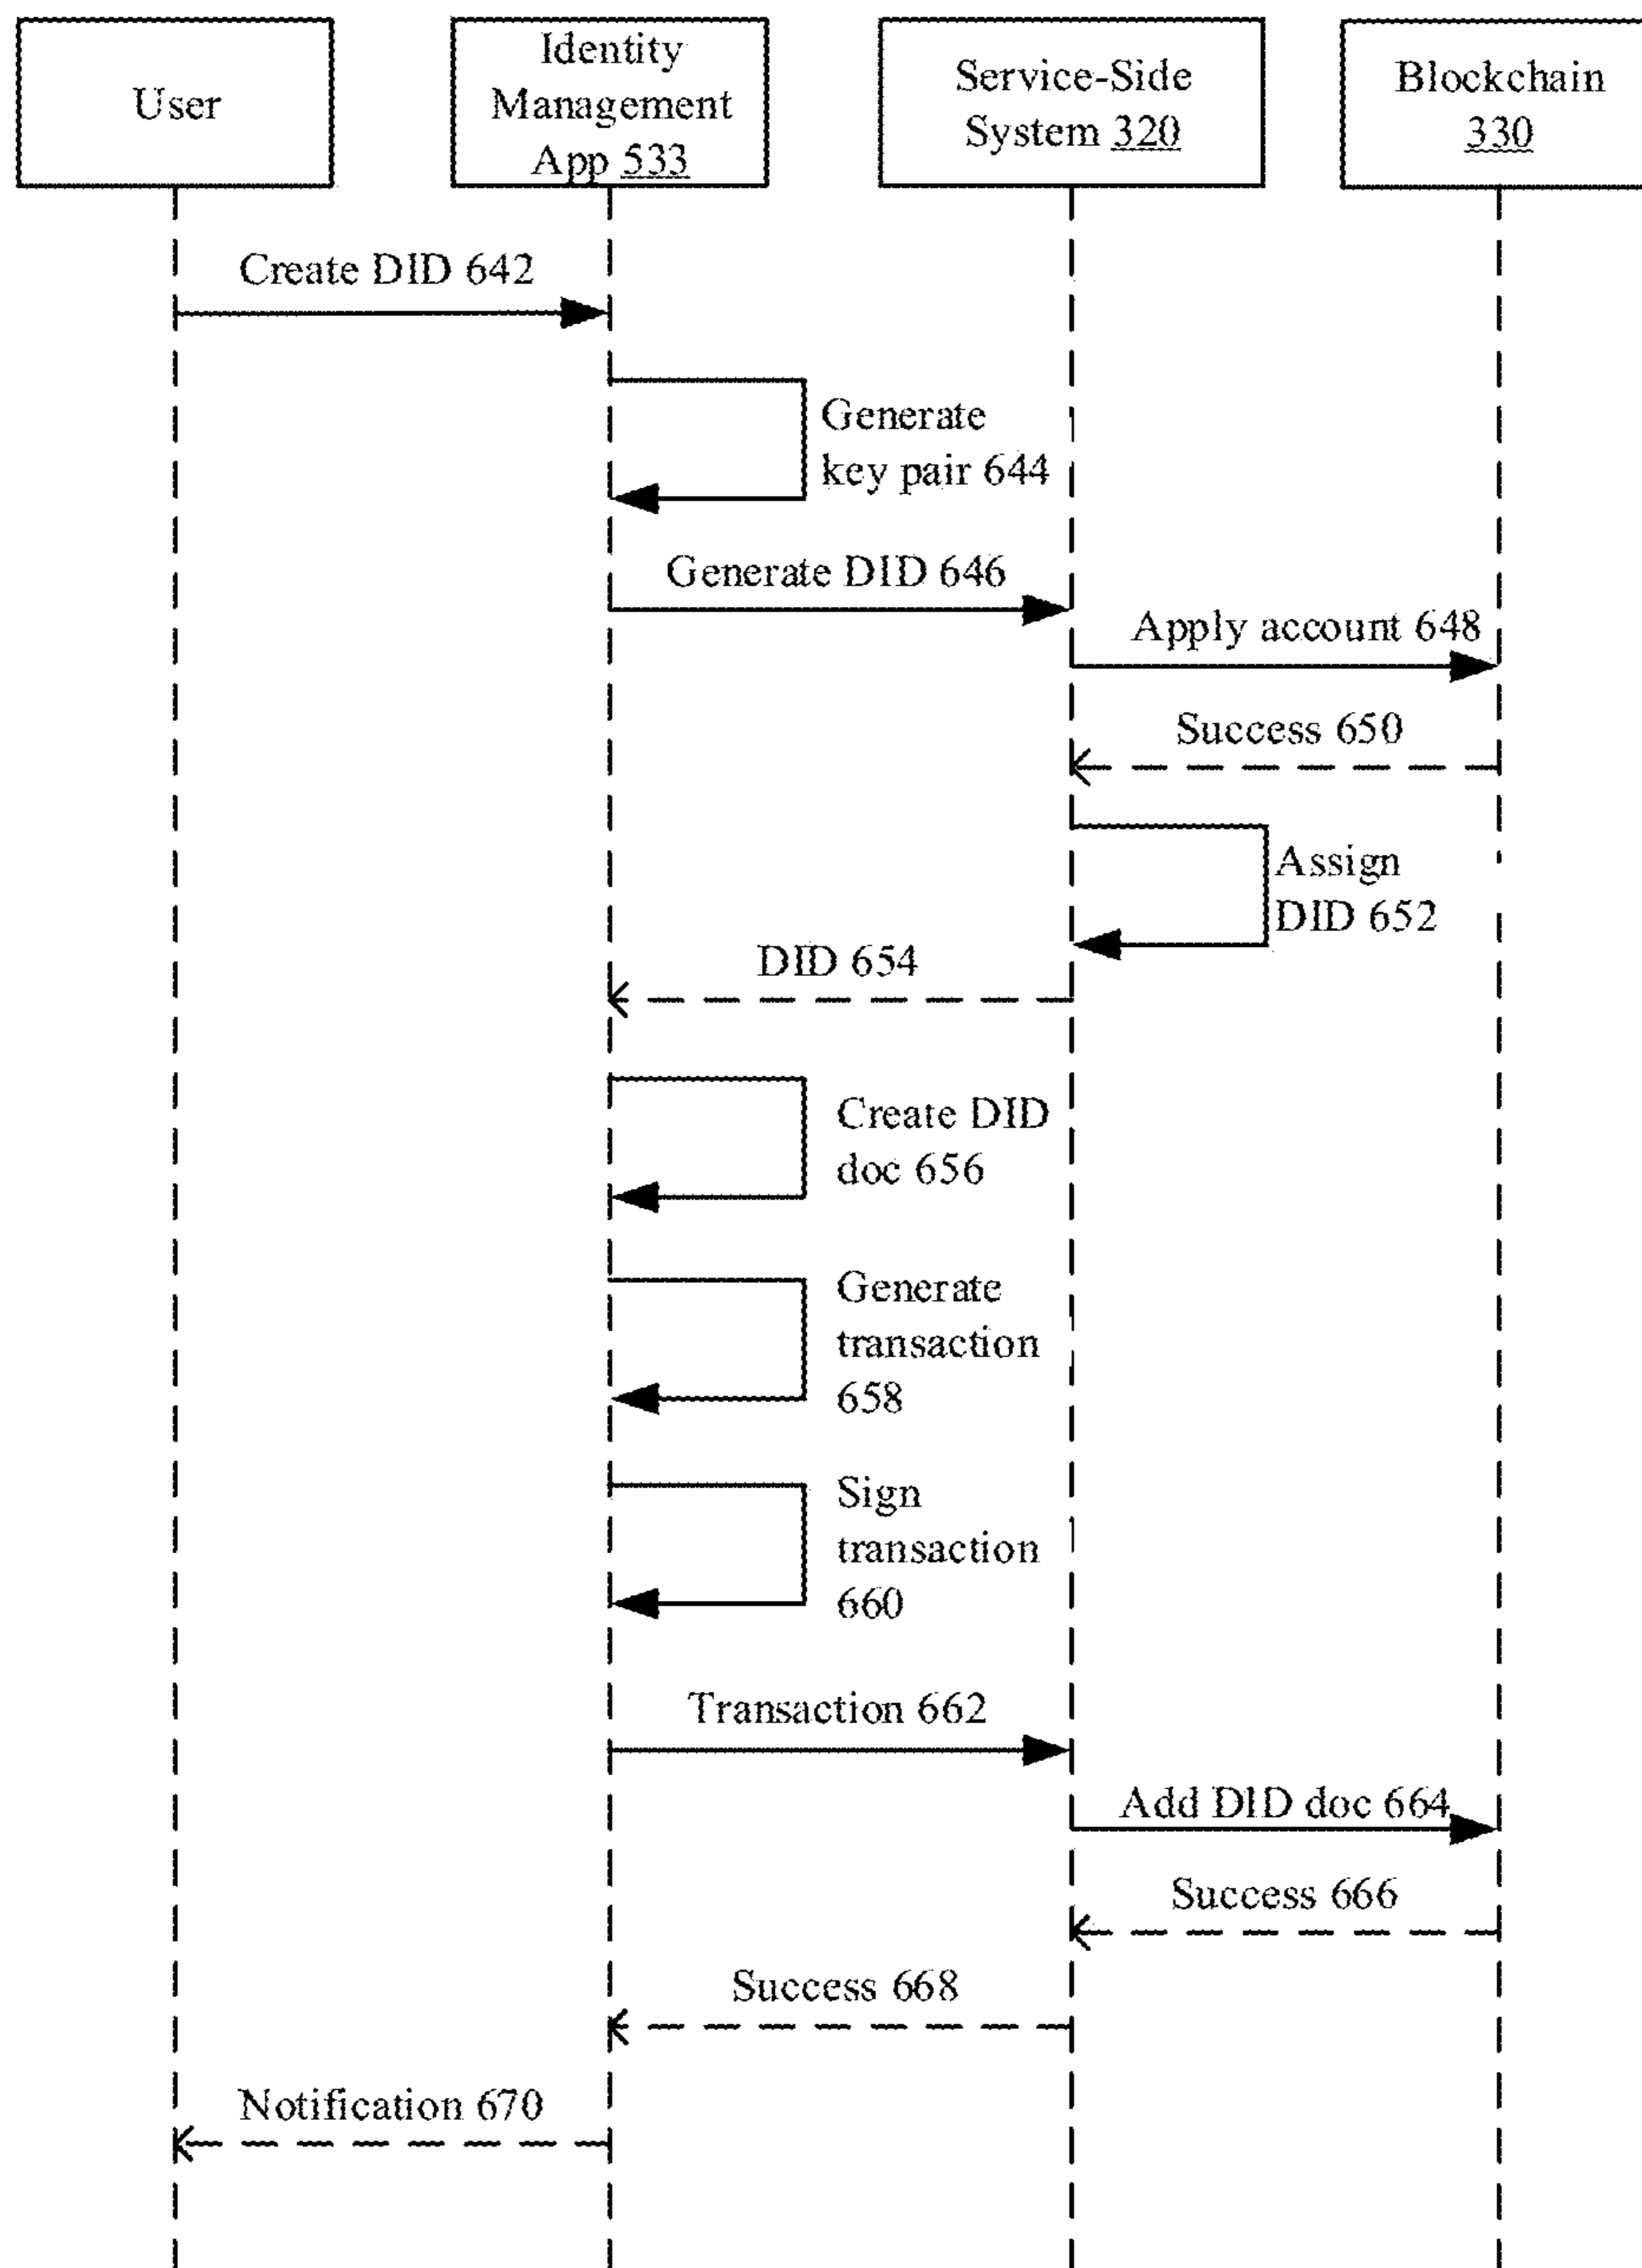 User
Identity
Management
App 533
Service-Side
System 320
Blockchain
330
Create DID 642
Generate
key pair 644
Generate DID 646
Apply account 648
Success 650
Assign
DID 652
DID 654
Create DID
doc 656
Generate
transaction
658
Sign
transaction
660
Transaction 662
Add DID doc 664
Success 666
Success 668
Notification 670